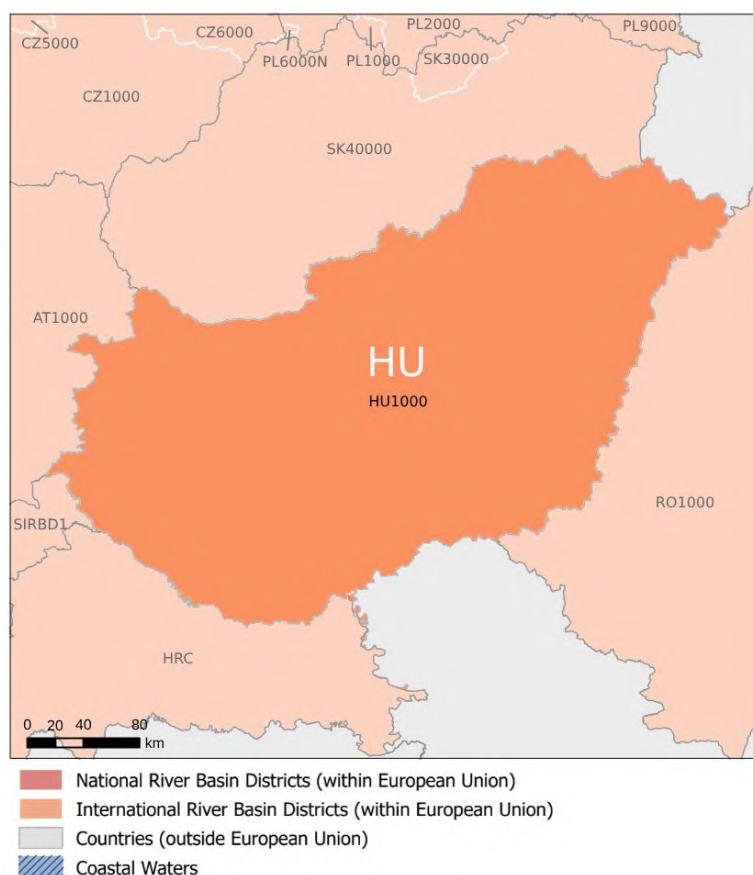 CZ5000
CZ6000
PL6000N
PL1000
PL2000
SK30000
PL9000
CZ1000
SK40000
AT1000
HU
HU1000
RO1000
SIRBD1
HRC
0 20 40 80
km
National River Basin Districts (within European Union)
International River Basin Districts (within European Union)
Countries (outside European Union)
Coastal Waters